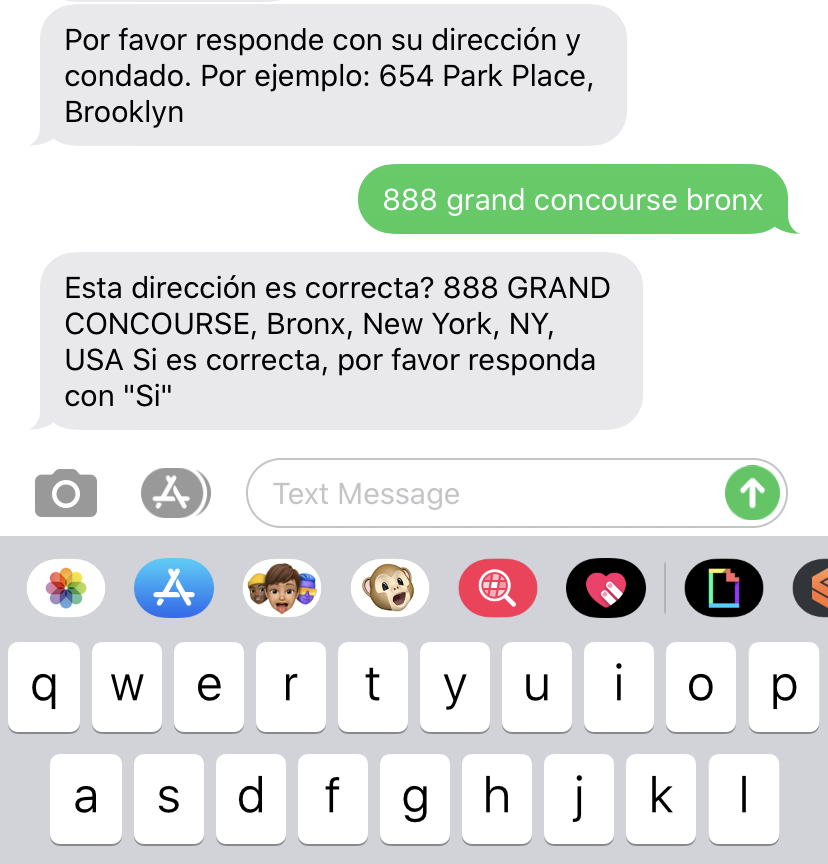 Por favor responde con su dirección y
condado. Por ejemplo: 654 Park Place,
Brooklyn
888 grand concourse bronx
Esta dirección es correcta? 888 GRAND
CONCOURSE, Bronx, New York, NY,
USA Si es correcta, por favor responda
con "Si"
Text Message
q w e r t y u i o p
a s d f g h j k l